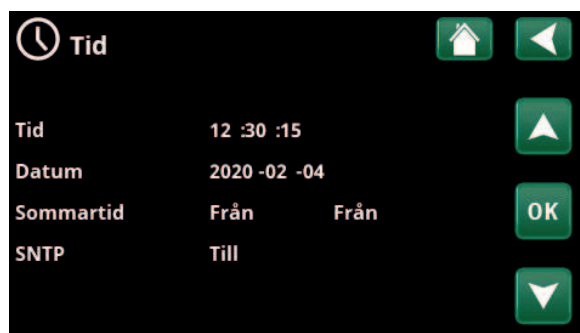 Tid
Tid 12 :30 :15
Datum 2020 -02 -04
Sommartid Från Från
OK
SNTP Till